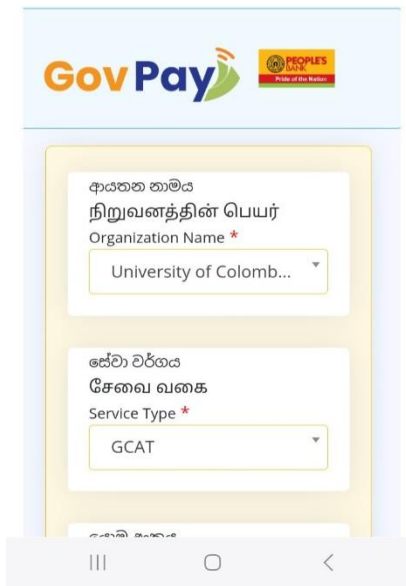 GovPay
PEOPLE'S
BANK
Pride of the Nation
ආයතන නාමය
நிறுவனத்தின் பெயர்
Organization Name *
University of Colomb...
සේවා වර්ගය
சேவை வகை
Service Type *
GCAT